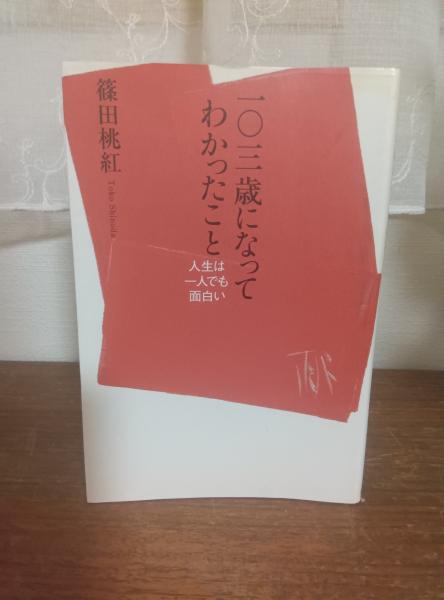 一〇三歳になって
わかったこと
人生は
一人でも
面白い
篠田桃紅
Toko Shinoda